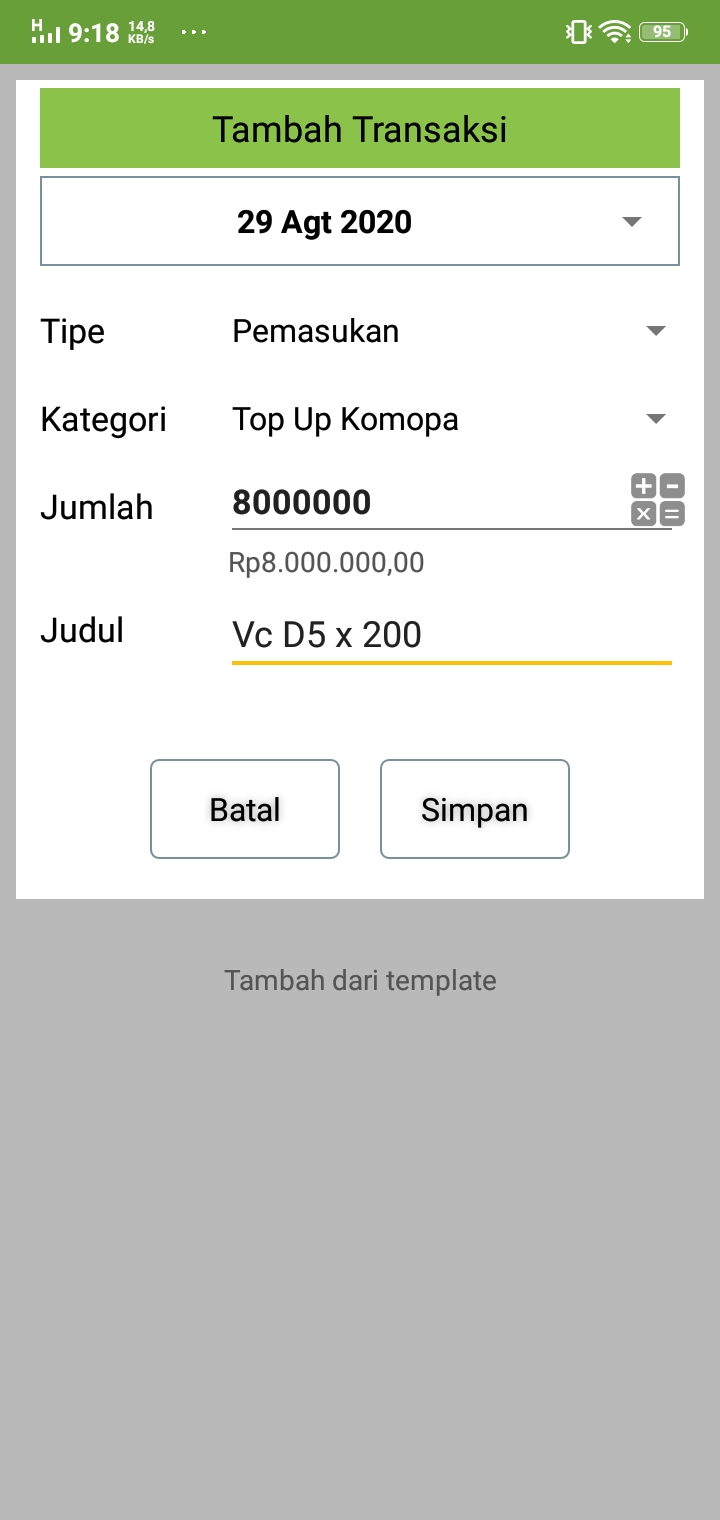 H 9:18 14,8 KB/s ... 95
Tambah Transaksi
29 Agt 2020
Tipe Pemasukan
Kategori Top Up Komopa
Jumlah 8000000
Rp8.000.000,00
Judul Vc D5 x 200
Batal Simpan
Tambah dari template